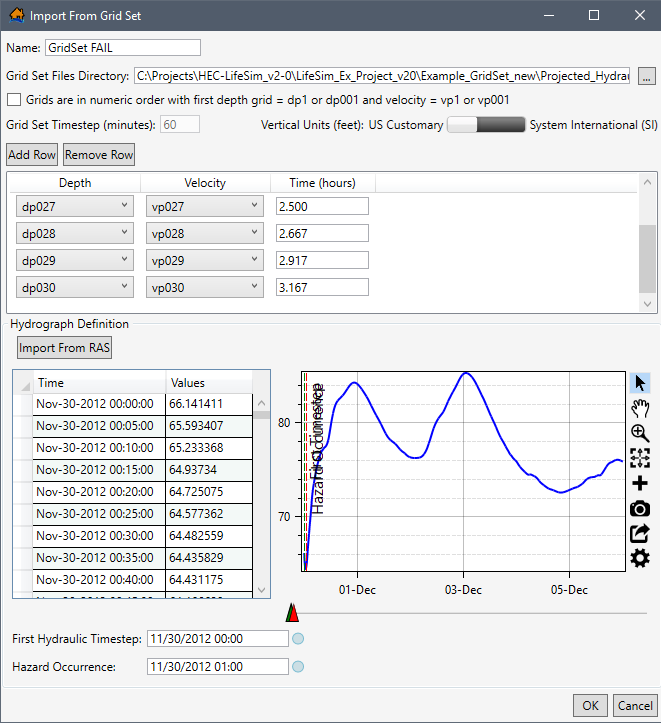 Import From Grid Set
Name: GridSet FAIL
Grid Set Files Directory: C:\Projects\HEC-LifeSim_v2-0\LifeSim_Ex_Project_v20\Example_GridSet_new\Projected_Hydra
...
Grids are in numeric order with first depth grid = dp1 or dp001 and velocity = vp1 or vp001
Grid Set Timestep (minutes): 60 Vertical Units (feet): US Customary System International (SI)
Add Row Remove Row
Depth Velocity Time (hours)
dp027 vp027 2.500
dp028 vp028 2.667
dp029 vp029 2.917
dp030 vp030 3.167
Hydrograph Definition
Import From RAS
Time Values
Nov-30-2012 00:00:00 66.141411
Nov-30-2012 00:05:00 65.593407
Nov-30-2012 00:10:00 65.233368
Nov-30-2012 00:15:00 64.93734
Nov-30-2012 00:20:00 64.725075
Nov-30-2012 00:25:00 64.577362
Nov-30-2012 00:30:00 64.482559
Nov-30-2012 00:35:00 64.435829
Nov-30-2012 00:40:00 64.431175
80
70
First Timestep
Hazard Occurrence
01-Dec 03-Dec 05-Dec
First Hydraulic Timestep: 11/30/2012 00:00
Hazard Occurrence: 11/30/2012 01:00
OK Cancel